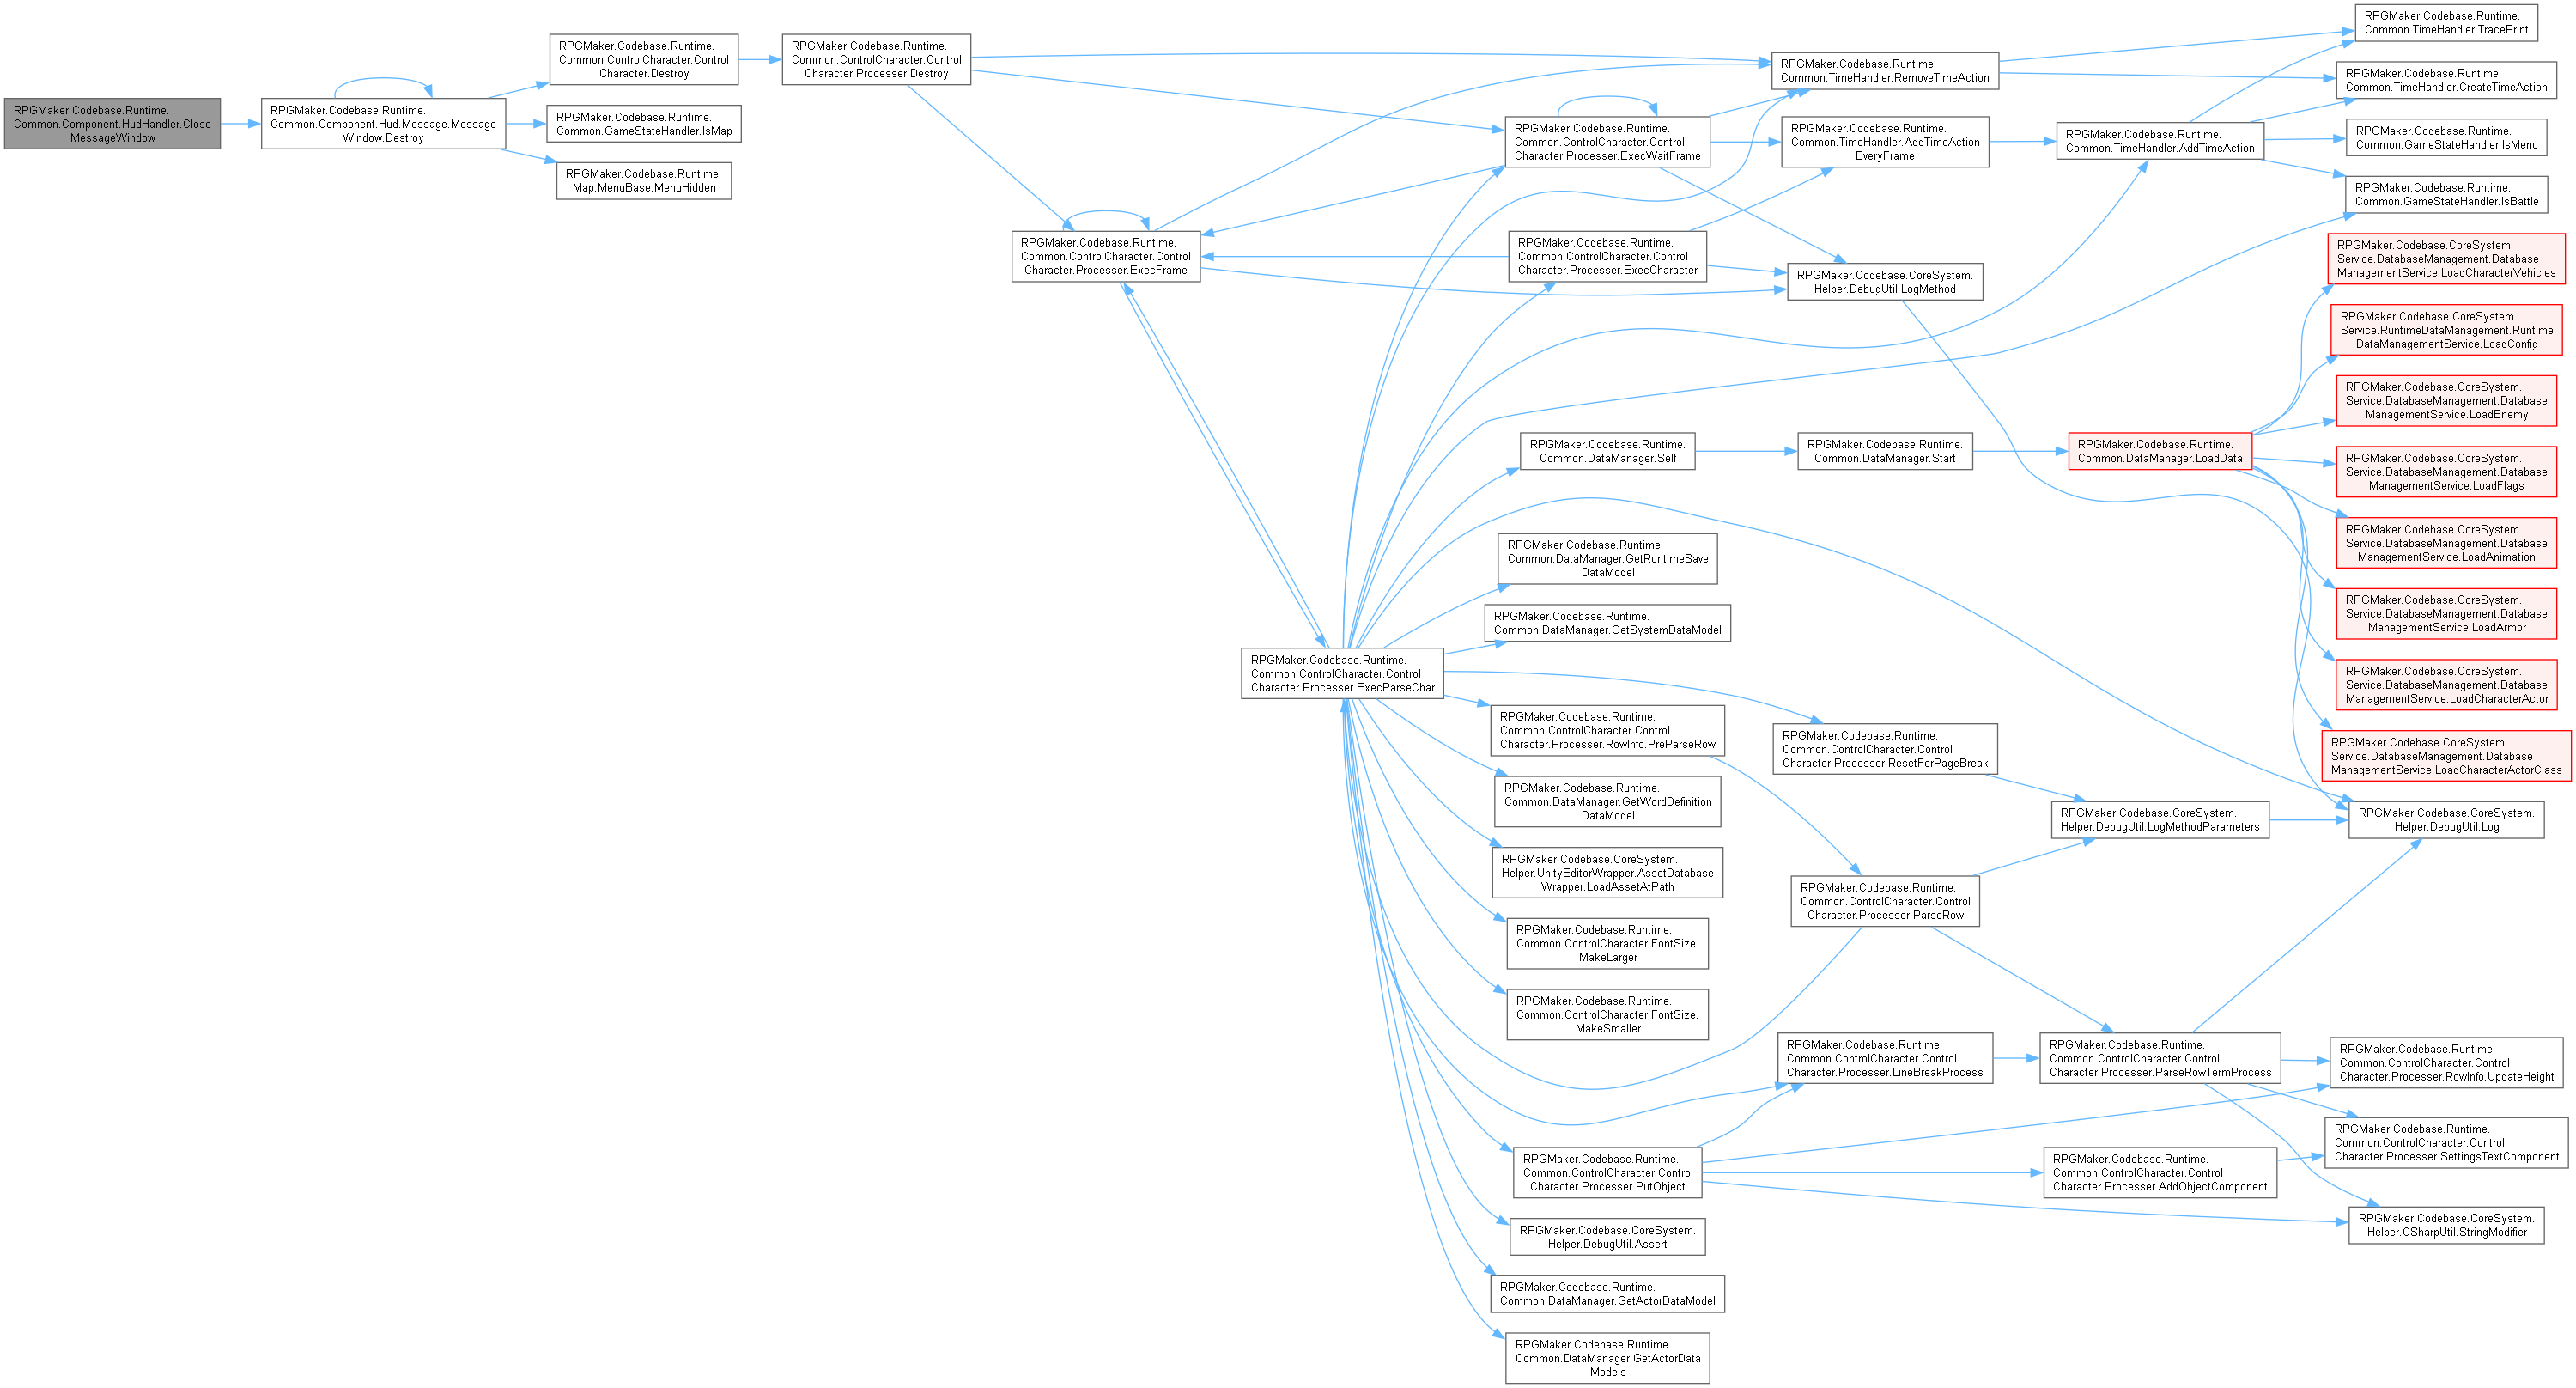 RPGMaker.Codebase.Runtime.
Common.Component.HudHandler.Close
MessageWindow
RPGMaker.Codebase.Runtime.
Common.Component.Hud.Message.Message
Window.Destroy
RPGMaker.Codebase.Runtime.
Common.ControlCharacter.Control
Character.Destroy
RPGMaker.Codebase.Runtime.
Common.GameStateHandler.IsMap
RPGMaker.Codebase.Runtime.
Map.MenuBase.MenuHidden
RPGMaker.Codebase.Runtime.
Common.ControlCharacter.Control
Character.Processer.Destroy
RPGMaker.Codebase.Runtime.
Common.ControlCharacter.Control
Character.Processer.ExecFrame
RPGMaker.Codebase.Runtime.
Common.ControlCharacter.Control
Character.Processer.ExecParseChar
RPGMaker.Codebase.Runtime.
Common.ControlCharacter.Control
Character.Processer.ExecWaitFrame
RPGMaker.Codebase.Runtime.
Common.ControlCharacter.Control
Character.Processer.ExecCharacter
RPGMaker.Codebase.Runtime.
Common.DataManager.Self
RPGMaker.Codebase.Runtime.
Common.DataManager.GetRuntimeSave
DataModel
RPGMaker.Codebase.Runtime.
Common.DataManager.GetSystemDataModel
RPGMaker.Codebase.Runtime.
Common.ControlCharacter.Control
Character.Processer.RowInfo.PreParseRow
RPGMaker.Codebase.Runtime.
Common.DataManager.GetWordDefinition
DataModel
RPGMaker.Codebase.CoreSystem.
Helper.UnityEditorWrapper.AssetDatabase
Wrapper.LoadAssetAtPath
RPGMaker.Codebase.Runtime.
Common.ControlCharacter.FontSize.
MakeLarger
RPGMaker.Codebase.Runtime.
Common.ControlCharacter.FontSize.
MakeSmaller
RPGMaker.Codebase.Runtime.
Common.ControlCharacter.Control
Character.Processer.PutObject
RPGMaker.Codebase.CoreSystem.
Helper.DebugUtil.Assert
RPGMaker.Codebase.Runtime.
Common.DataManager.GetActorDataModel
RPGMaker.Codebase.Runtime.
Common.DataManager.GetActorData
Models
RPGMaker.Codebase.Runtime.
Common.TimeHandler.RemoveTimeAction
RPGMaker.Codebase.Runtime.
Common.TimeHandler.AddTimeAction
EveryFrame
RPGMaker.Codebase.CoreSystem.
Helper.DebugUtil.LogMethod
RPGMaker.Codebase.Runtime.
Common.DataManager.Start
RPGMaker.Codebase.Runtime.
Common.ControlCharacter.Control
Character.Processer.ResetForPageBreak
RPGMaker.Codebase.Runtime.
Common.ControlCharacter.Control
Character.Processer.ParseRow
RPGMaker.Codebase.Runtime.
Common.ControlCharacter.Control
Character.Processer.LineBreakProcess
RPGMaker.Codebase.Runtime.
Common.TimeHandler.AddTimeAction
RPGMaker.Codebase.Runtime.
Common.DataManager.LoadData
RPGMaker.Codebase.CoreSystem.
Helper.DebugUtil.LogMethodParameters
RPGMaker.Codebase.Runtime.
Common.ControlCharacter.Control
Character.Processer.ParseRowTermProcess
RPGMaker.Codebase.Runtime.
Common.ControlCharacter.Control
Character.Processer.AddObjectComponent
RPGMaker.Codebase.Runtime.
Common.TimeHandler.TracePrint
RPGMaker.Codebase.Runtime.
Common.TimeHandler.CreateTimeAction
RPGMaker.Codebase.Runtime.
Common.GameStateHandler.IsMenu
RPGMaker.Codebase.Runtime.
Common.GameStateHandler.IsBattle
RPGMaker.Codebase.CoreSystem.
Service.DatabaseManagement.Database
ManagementService.LoadCharacterVehicles
RPGMaker.Codebase.CoreSystem.
Service.RuntimeDataManagement.Runtime
DataManagementService.LoadConfig
RPGMaker.Codebase.CoreSystem.
Service.DatabaseManagement.Database
ManagementService.LoadEnemy
RPGMaker.Codebase.CoreSystem.
Service.DatabaseManagement.Database
ManagementService.LoadFlags
RPGMaker.Codebase.CoreSystem.
Service.DatabaseManagement.Database
ManagementService.LoadAnimation
RPGMaker.Codebase.CoreSystem.
Service.DatabaseManagement.Database
ManagementService.LoadArmor
RPGMaker.Codebase.CoreSystem.
Service.DatabaseManagement.Database
ManagementService.LoadCharacterActor
RPGMaker.Codebase.CoreSystem.
Service.DatabaseManagement.Database
ManagementService.LoadCharacterActorClass
RPGMaker.Codebase.CoreSystem.
Helper.DebugUtil.Log
RPGMaker.Codebase.Runtime.
Common.ControlCharacter.Control
Character.Processer.RowInfo.UpdateHeight
RPGMaker.Codebase.Runtime.
Common.ControlCharacter.Control
Character.Processer.SettingsTextComponent
RPGMaker.Codebase.CoreSystem.
Helper.CSharpUtil.StringModifier